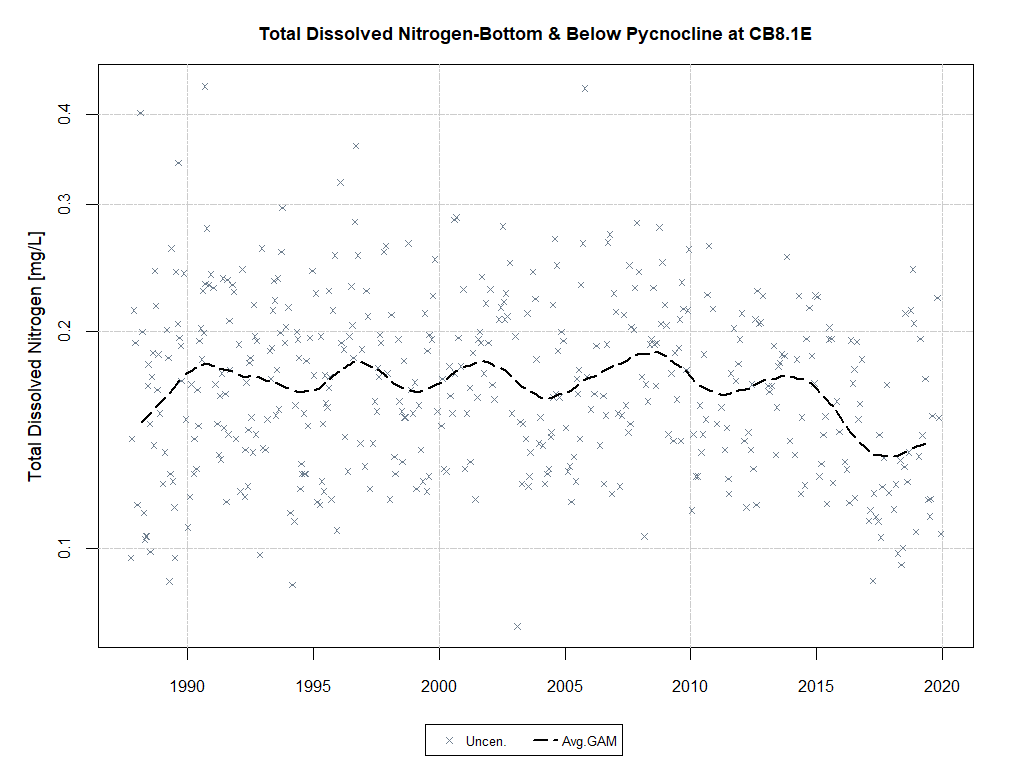 Total Dissolved Nitrogen-Bottom & Below Pycnocline at CB8.1E
Total Dissolved Nitrogen [mg/L]
0.4
0.3
0.2
0.1
1990 1995 2000 2005 2010 2015 2020
Uncen. Avg.GAM